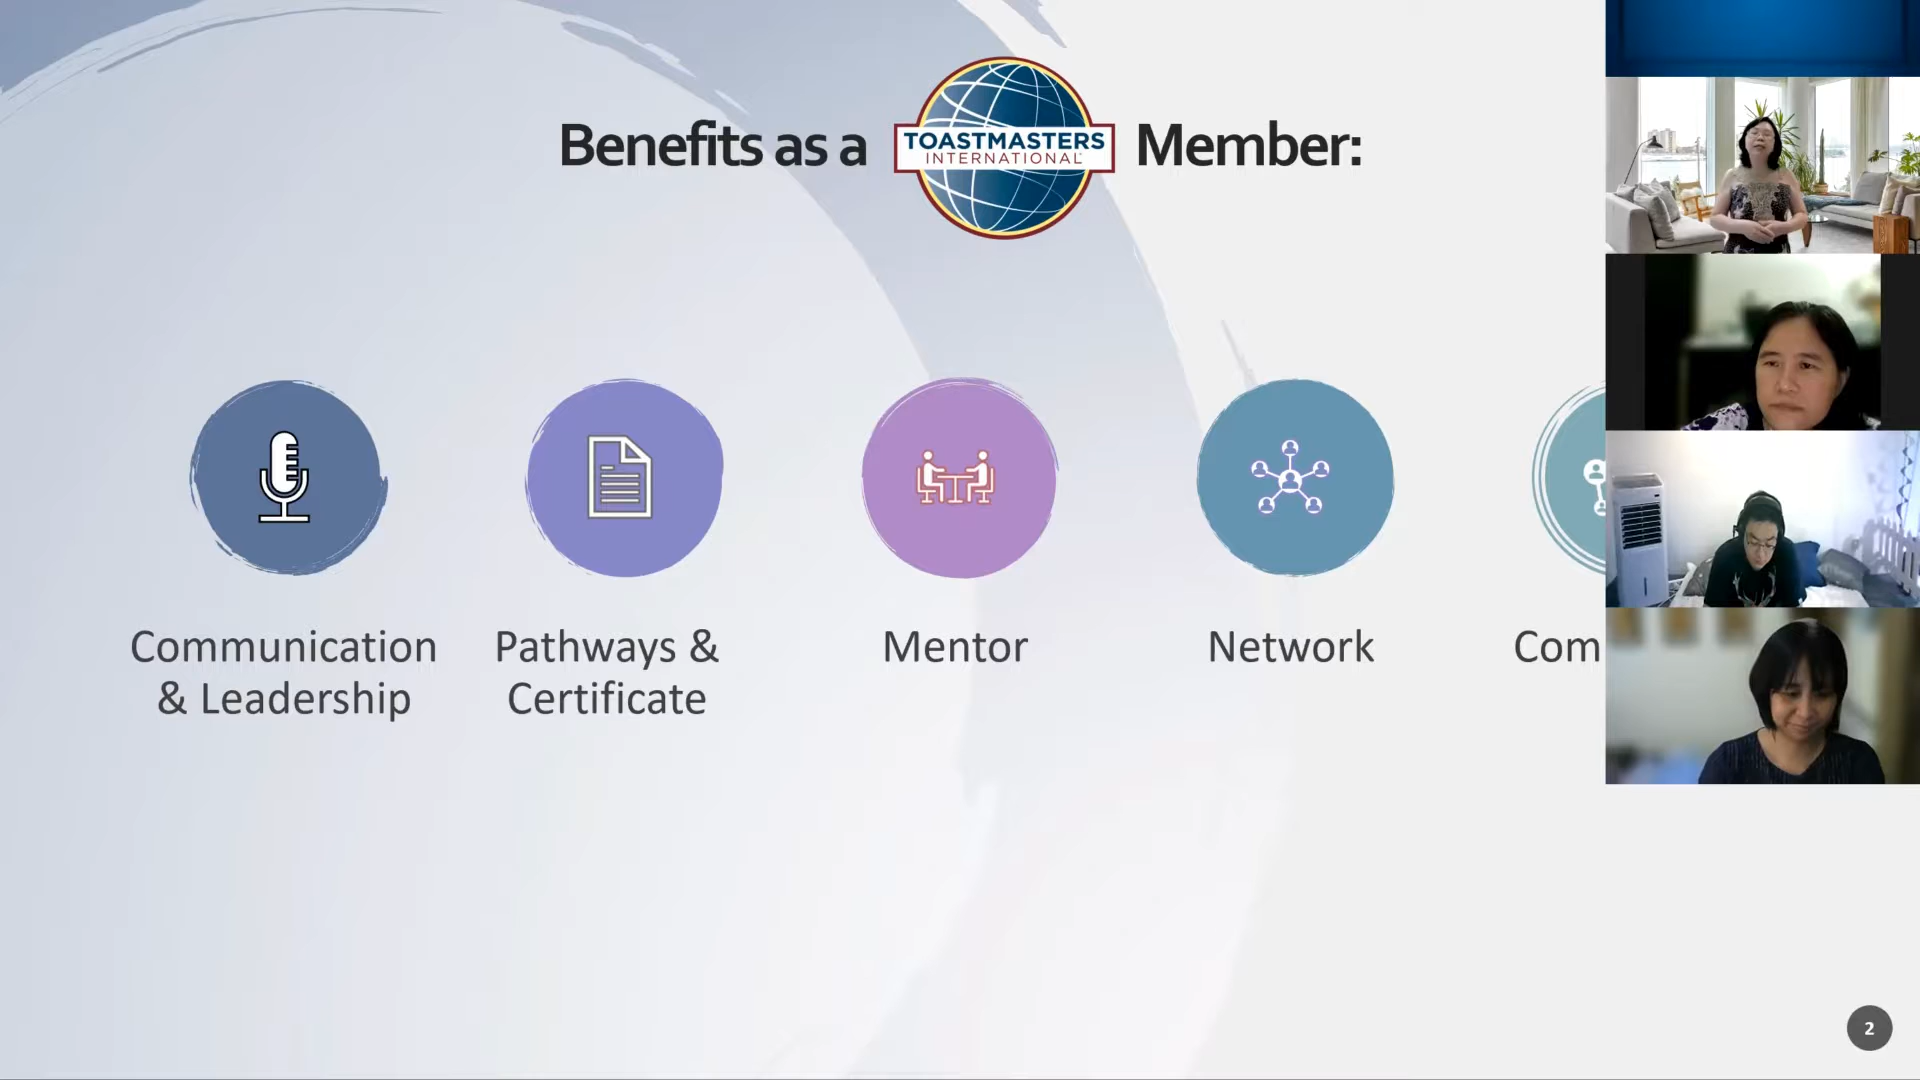 Benefits as a TOASTMASTERS INTERNATIONAL Member:
Communication & Leadership
Pathways & Certificate
Mentor
Network
Com
2